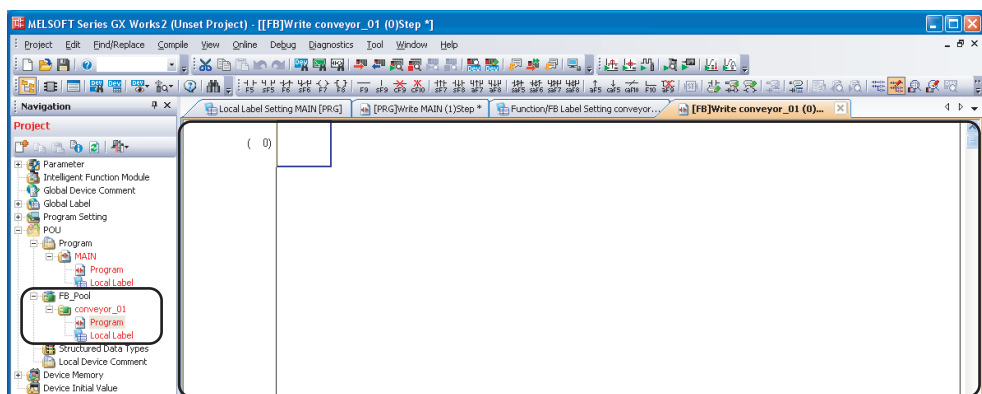 MELSOFT Series GX Works2 (Unset Project) - [[FB]Write conveyor_01 (0)Step *]
Project Edit Find/Replace Compile View Online Debug Diagnostics Tool Window Help
Navigation
Local Label Setting MAIN [PRG] [PRG]Write MAIN (1)Step * Function/FB Label Setting conveyor... [FB]Write conveyor_01 (0)...
Project
( 0)
Parameter
Intelligent Function Module
Global Device Comment
Global Label
Program Setting
POU
Program
MAIN
Program
Local Label
FB_Pool
conveyor_01
Program
Local Label
Structured Data Types
Local Device Comment
Device Memory
Device Initial Value